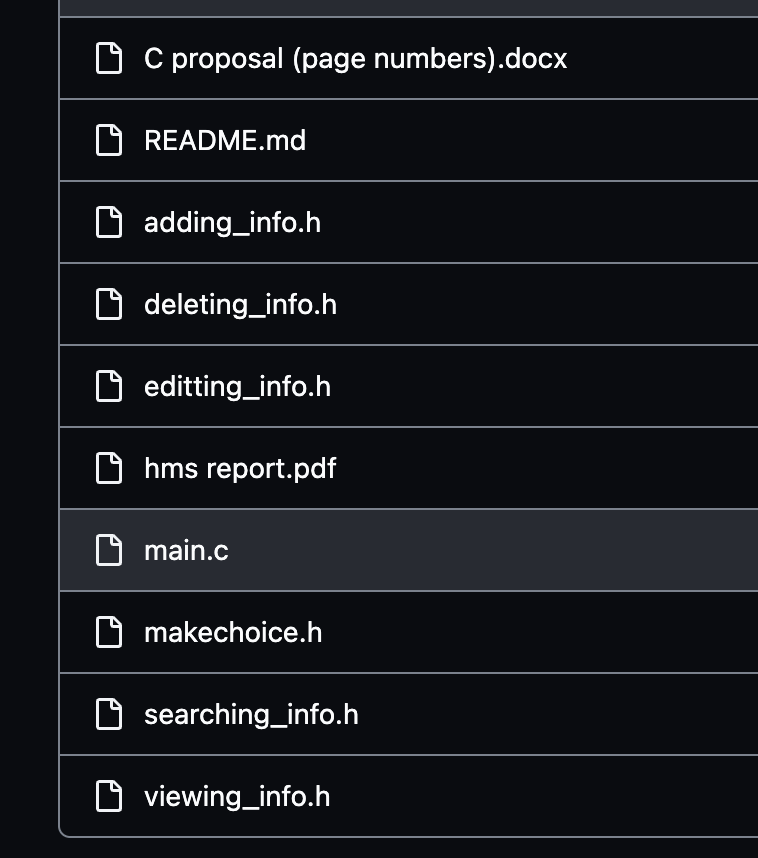 C proposal (page numbers).docx
README.md
adding_info.h
deleting_info.h
editting_info.h
hms report.pdf
main.c
makechoice.h
searching_info.h
viewing_info.h